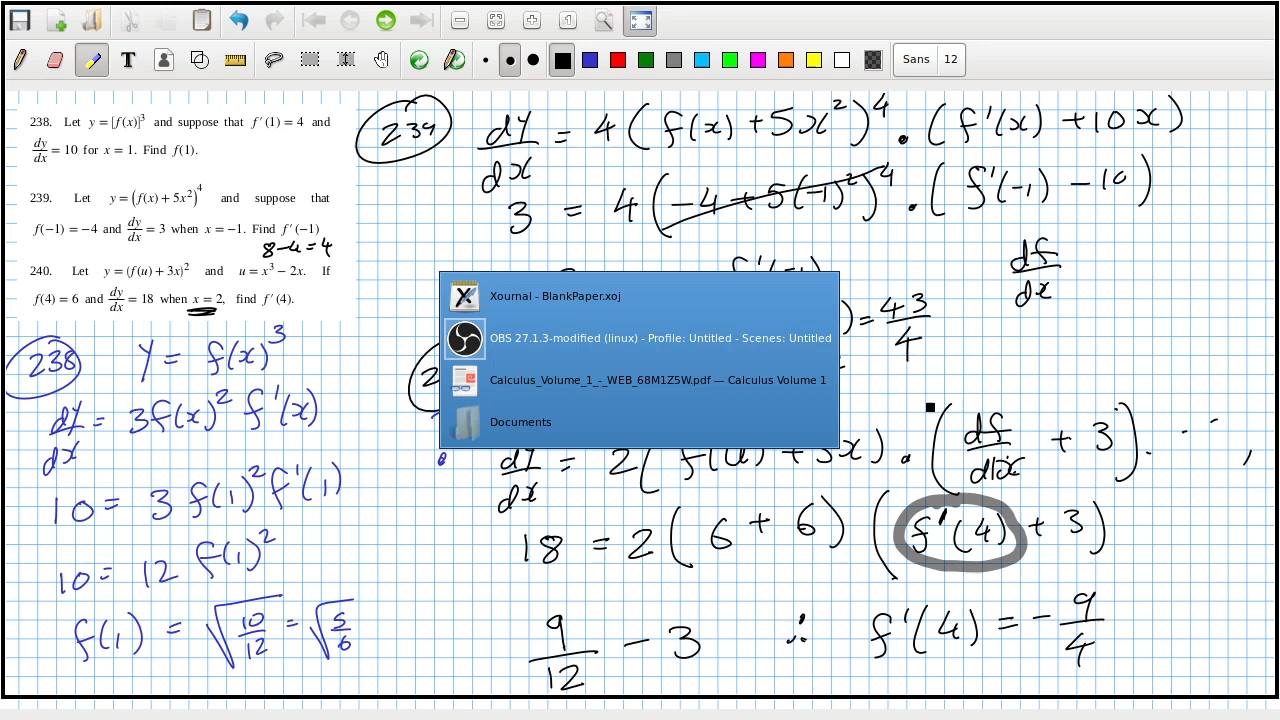 Sans 12
238. Let y = [f(x)]³ and suppose that f′(1) = 4 and
dy/dx = 10 for x = 1. Find f(1).
239. Let y = (f(x) + 5x²)⁴ and suppose that
f(−1) = −4 and dy/dx = 3 when x = −1. Find f′(−1)
8-4=4
240. Let y = (f(u) + 3x)² and u = x³ − 2x. If
f(4) = 6 and dy/dx = 18 when x = 2, find f′(4).
238 y = f(x)³
dy/dx = 3f(x)² f'(x)
10 = 3 f(1)² f'(1)
10 = 12 f(1)²
f(1) = √(10/12) = √(5/6)
239 dy/dx = 4(f(x) + 5x²)⁴ · (f'(x) + 10x)
3 = 4(-4 + 5(-1)²)⁴ · (f'(-1) - 10)
df/dx
) = 43/4
Xournal - BlankPaper.xoj
OBS 27.1.3-modified (linux) - Profile: Untitled - Scenes: Untitled
Calculus_Volume_1_-_WEB_68M1Z5W.pdf — Calculus Volume 1
Documents
dy/dx = 2(f(u) + 3x) · (df/dx + 3)
18 = 2(6 + 6) (f'(4) + 3)
9/12 - 3 ∴ f'(4) = -9/4